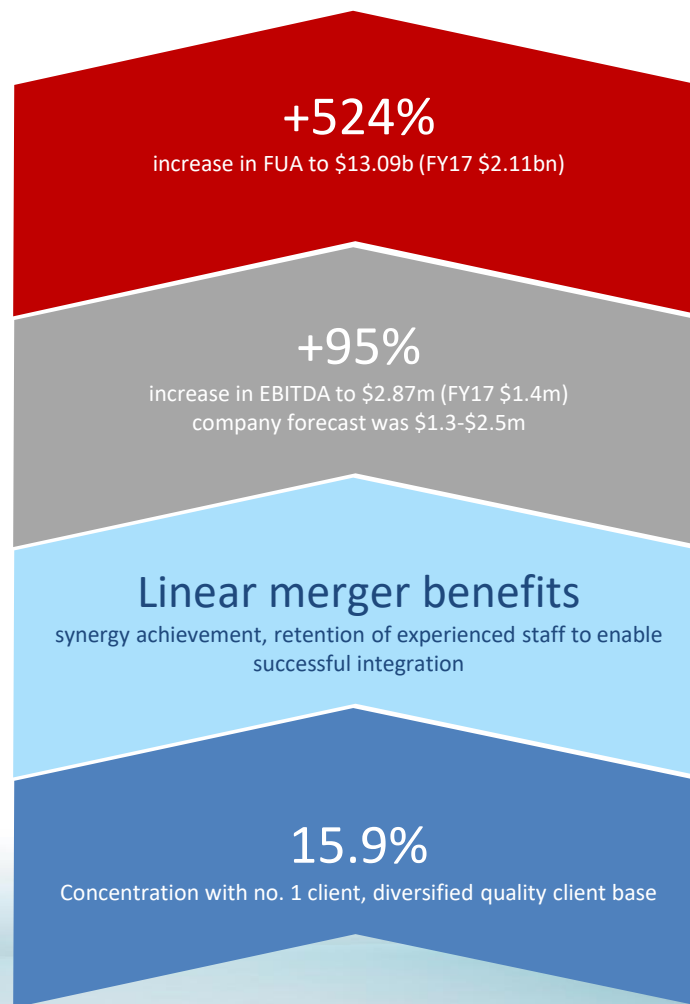 +524%
increase in FUA to $13.09b (FY17 $2.11bn)
+95%
increase in EBITDA to $2.87m (FY17 $1.4m)
company forecast was $1.3-$2.5m
Linear merger benefits
synergy achievement, retention of experienced staff to enable
successful integration
15.9%
Concentration with no. 1 client, diversified quality client base